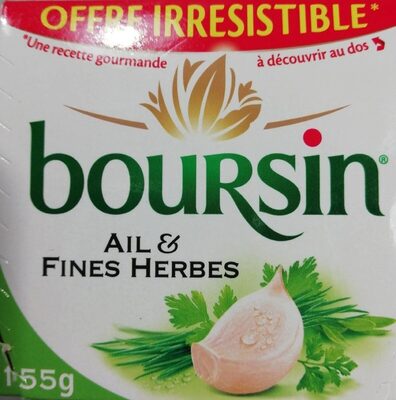 OFFRE IRRESISTIBLE*
*Une recette gourmande à découvrir au dos
boursin®
AIL &
FINES HERBES
155g